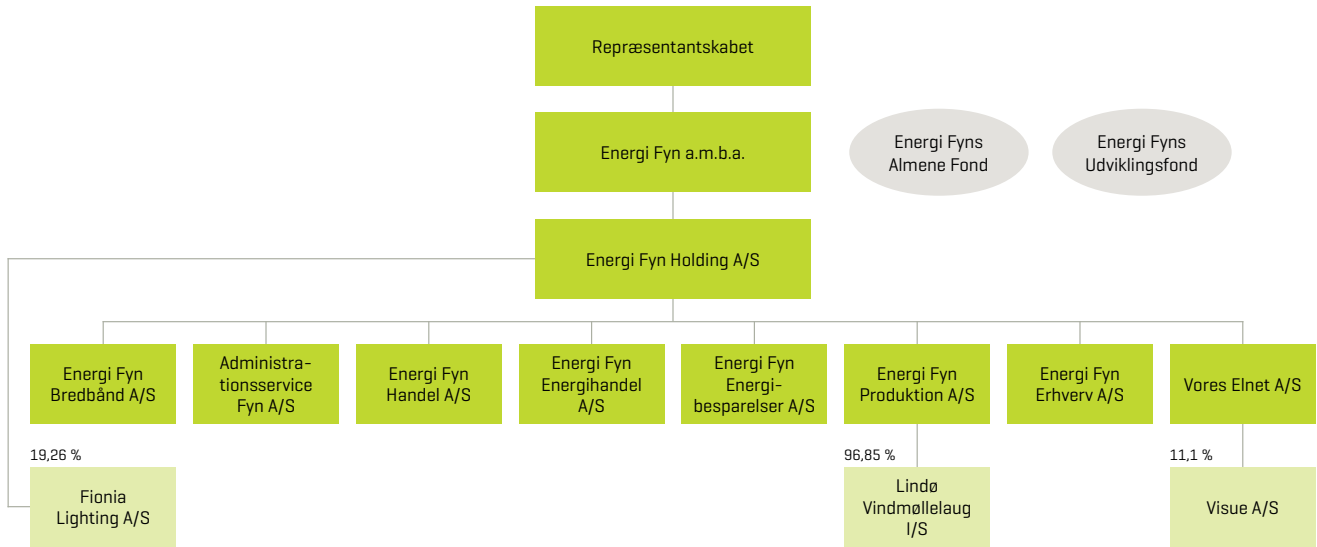 Repræsentantskabet
Energi Fyn a.m.b.a.
Energi Fyns
Almene Fond
Energi Fyns
Udviklingsfond
Energi Fyn Holding A/S
Energi Fyn
Bredbånd A/S
Administra-
tionsservice
Fyn A/S
Energi Fyn
Handel A/S
Energi Fyn
Energihandel
A/S
Energi Fyn
Energi-
besparelser A/S
Energi Fyn
Produktion A/S
Energi Fyn
Erhverv A/S
Vores Elnet A/S
19,26 %
Fionia
Lighting A/S
96,85 %
Lindø
Vindmøllelaug
I/S
11,1 %
Visue A/S